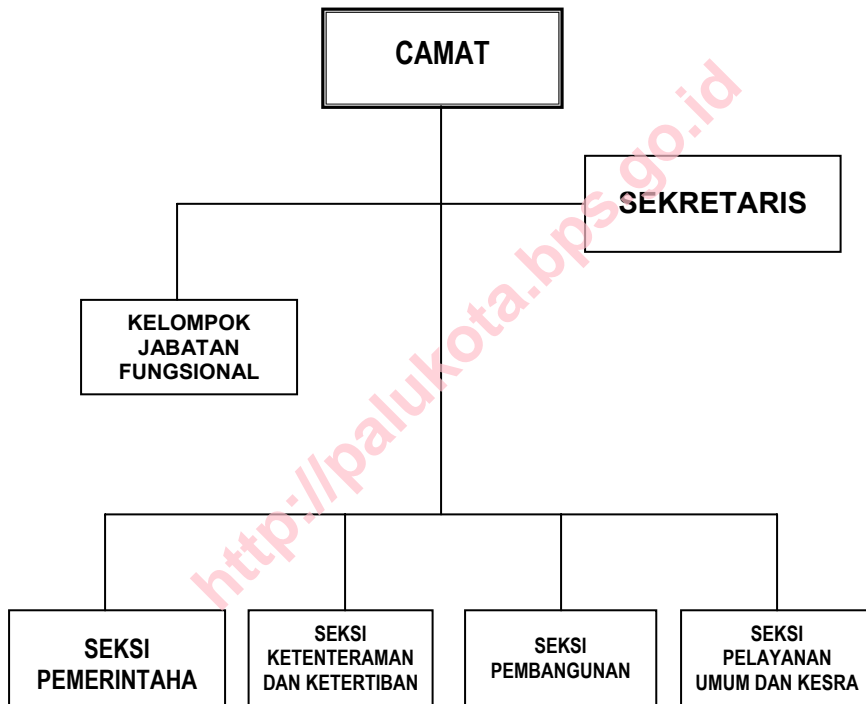 CAMAT
SEKRETARIS
KELOMPOK
JABATAN
FUNGSIONAL
SEKSI
PEMERINTAHA
SEKSI
KETENTERAMAN
DAN KETERTIBAN
SEKSI
PEMBANGUNAN
SEKSI
PELAYANAN
UMUM DAN KESRA
http://palukota.bps.go.id